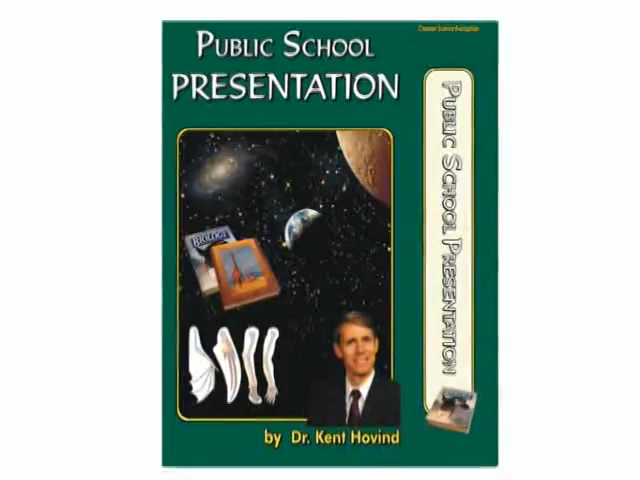 PUBLIC SCHOOL
PRESENTATION
BIOLOGY
by Dr. Kent Hovind
PUBLIC SCHOOL PRESENTATION